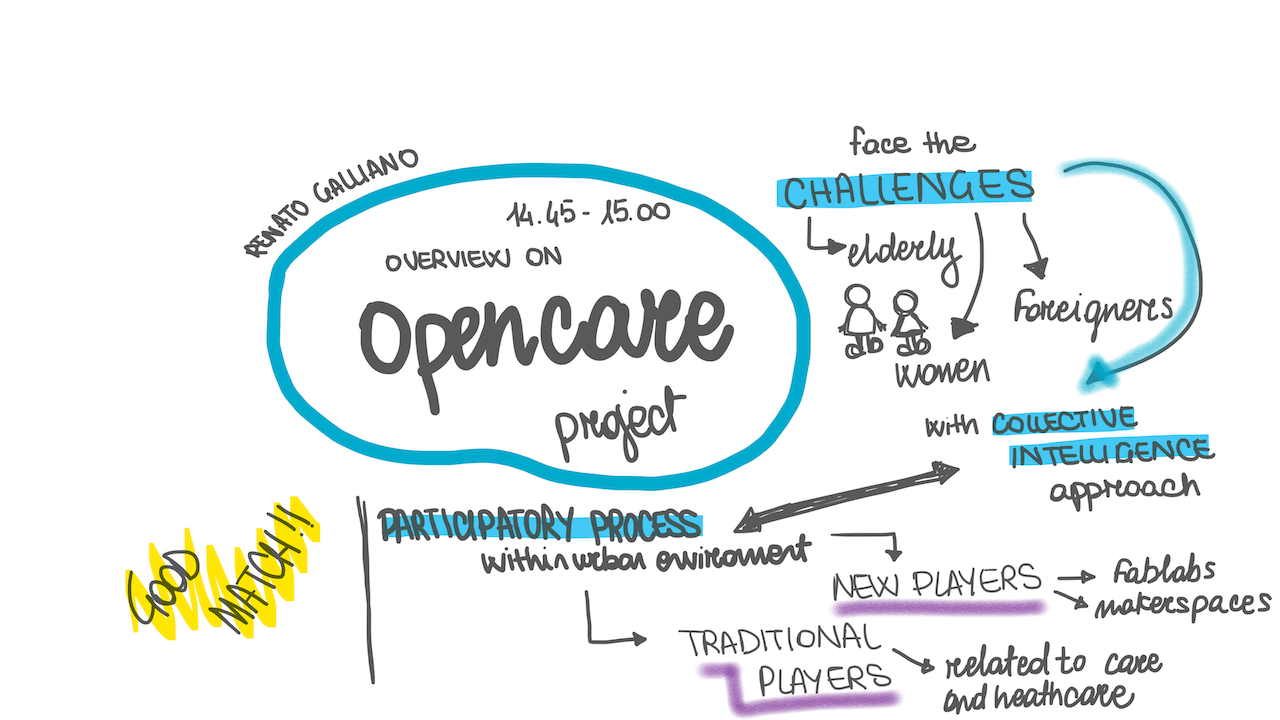 RENATO GALLIANO
14.45 - 15.00
OVERVIEW ON
Opencare
project
face the
CHALLENGES
elderly
foreigners
women
with COLLECTIVE
INTELLIGENCE
approach
GOOD
MATCH!!
PARTICIPATORY PROCESS
within urban enviroment
NEW PLAYERS
fablabs
makerspaces
TRADITIONAL
PLAYERS
related to care
and heathcare